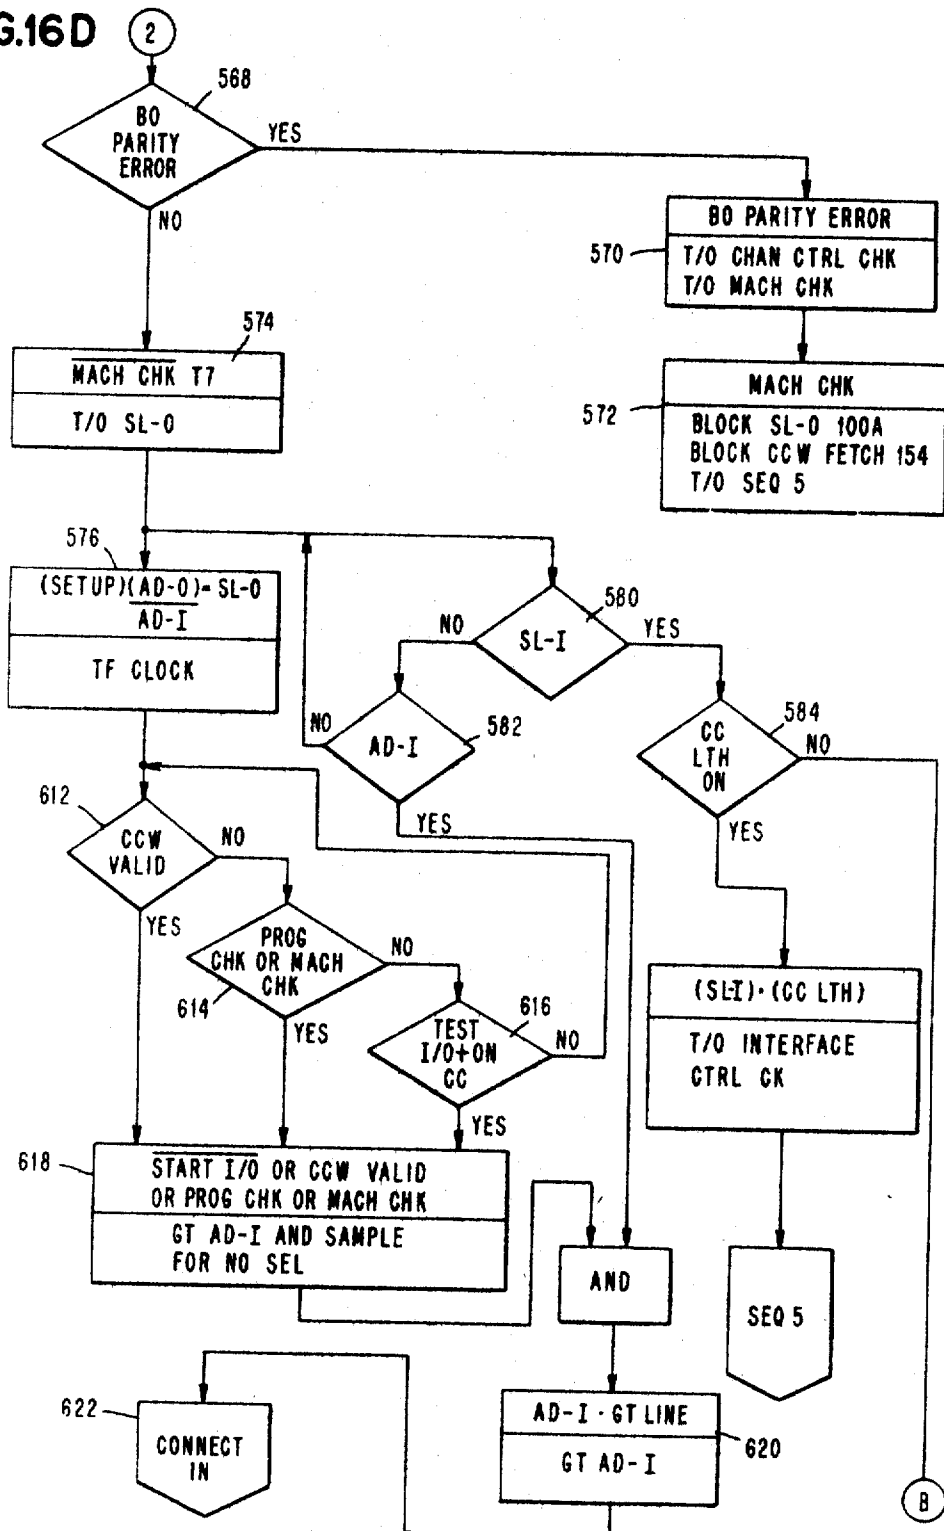 G.16D
2
568
BO
PARITY
ERROR
YES
NO
BO PARITY ERROR
570
T/O CHAN CTRL CHK
T/O MACH CHK
574
MACH CHK T7
T/O SL-O
MACH CHK
572
BLOCK SL-O 100A
BLOCK CCW FETCH 154
T/O SEQ 5
576
(SETUP)(AD-O)-SL-O
AD-I
TF CLOCK
580
NO
SL-I
YES
NO
AD-I
582
YES
584
CC
LTH
ON
NO
YES
612
CCW
VALID
NO
YES
PROG
CHK OR MACH
CHK
NO
614
YES
616
TEST
I/O+ON
CC
NO
YES
(SL-I)·(CC LTH)
T/O INTERFACE
CTRL CK
618
START I/O OR CCW VALID
OR PROG CHK OR MACH CHK
GT AD-I AND SAMPLE
FOR NO SEL
AND
SEQ 5
622
CONNECT
IN
AD-I·GT LINE
620
GT AD-I
B